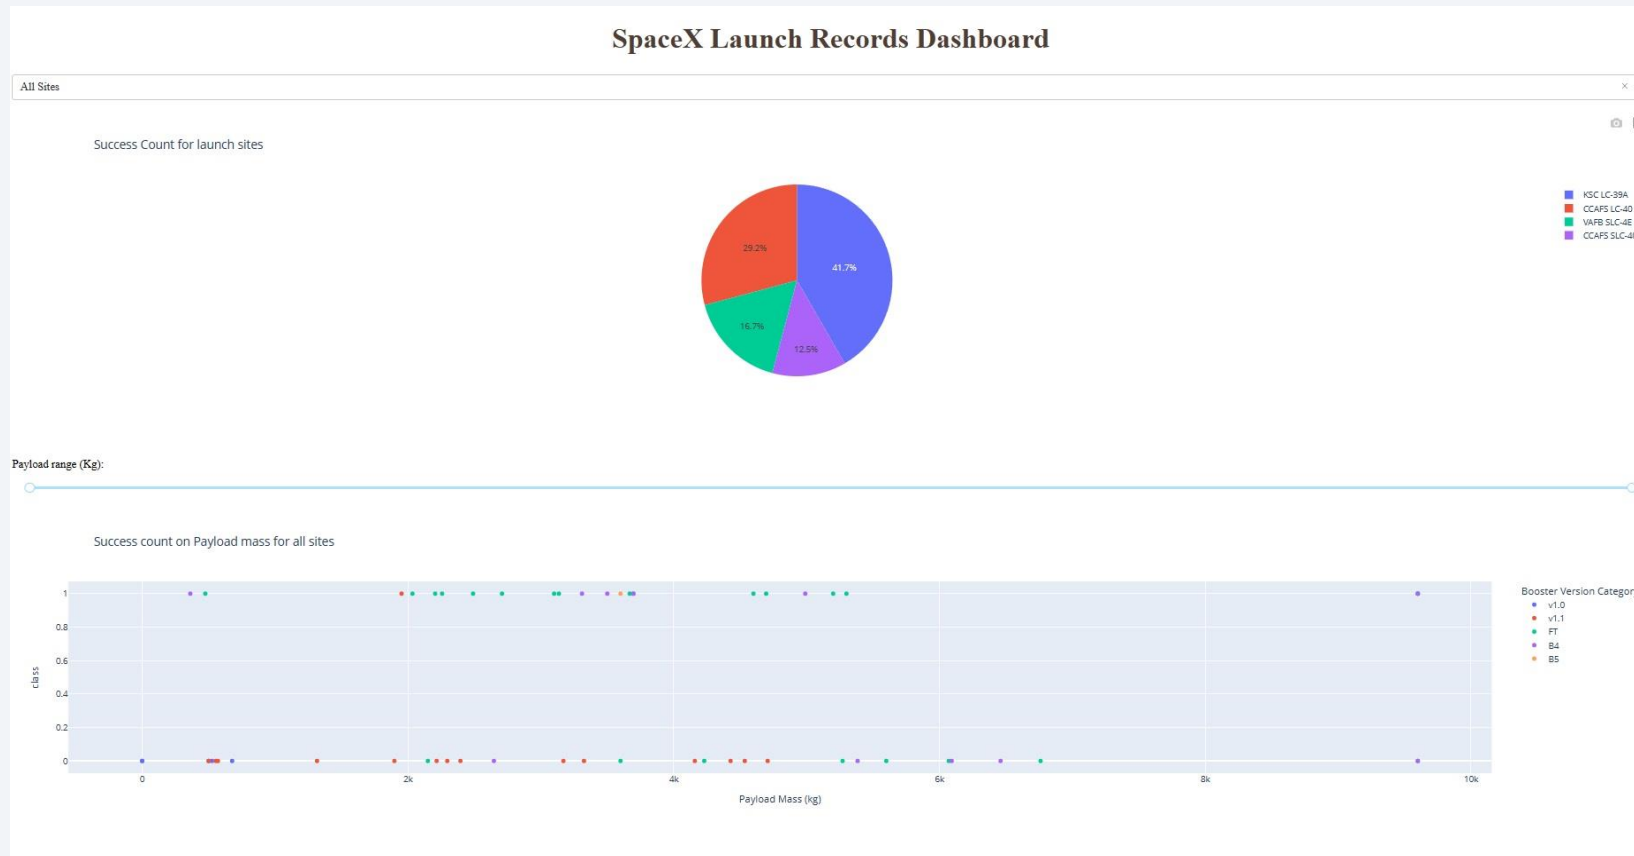 SpaceX Launch Records Dashboard
All Sites
×
Success Count for launch sites
KSC LC-39A
CCAFS LC-40
VAFB SLC-4E
CCAFS SLC-4
29.2%
41.7%
16.7%
12.5%
Payload range (Kg):
Success count on Payload mass for all sites
Booster Version Categor
v1.0
v1.1
FT
B4
B5
class
1
0.8
0.6
0.4
0.2
0
0 2k 4k 6k 8k 10k
Payload Mass (kg)